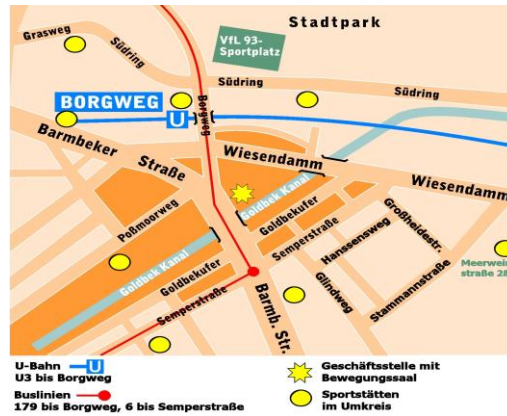 Stadtpark
Grasweg
Südring
VfL 93-
Sportplatz
Südring
Südring
BORGWEG
U
Borgweg
Barmbeker
Straße
Wiesendamm
Wiesendamm
Poßmoorweg
Goldbek Kanal
Goldbekufer
Semperstraße
Großheidestr.
Hanssensweg
Goldbek Kanal
Goldbekufer
Glindweg
Stammannstraße
Meerwein
straße 28
Semperstraße
Barmb. Str.
U-Bahn U
U3 bis Borgweg
Buslinien
179 bis Borgweg, 6 bis Semperstraße
Geschäftsstelle mit
Bewegungssaal
Sportstätten
im Umkreis